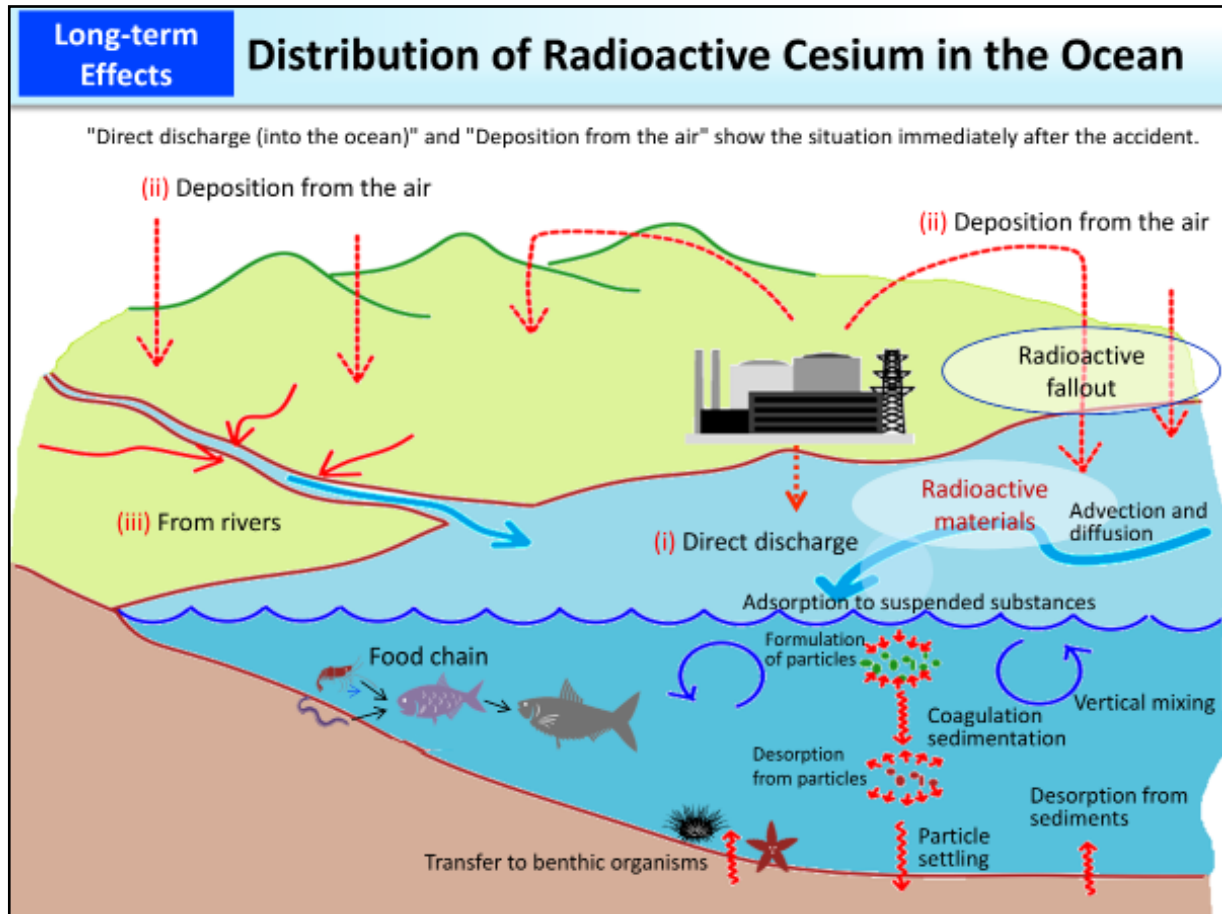 Long-term
Effects
Distribution of Radioactive Cesium in the Ocean
"Direct discharge (into the ocean)" and "Deposition from the air" show the situation immediately after the accident.
(ii) Deposition from the air
(ii) Deposition from the air
Radioactive
fallout
(iii) From rivers
Radioactive
materials
Advection and
diffusion
(i) Direct discharge
Adsorption to suspended substances
Food chain
Formulation
of particles
Vertical mixing
Coagulation
sedimentation
Desorption
from particles
Desorption from
sediments
Transfer to benthic organisms
Particle
settling